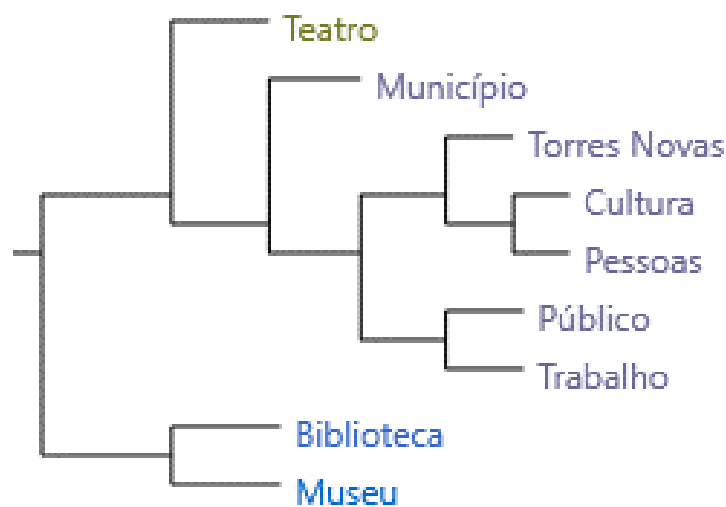 Teatro
Município
Torres Novas
Cultura
Pessoas
Público
Trabalho
Biblioteca
Museu